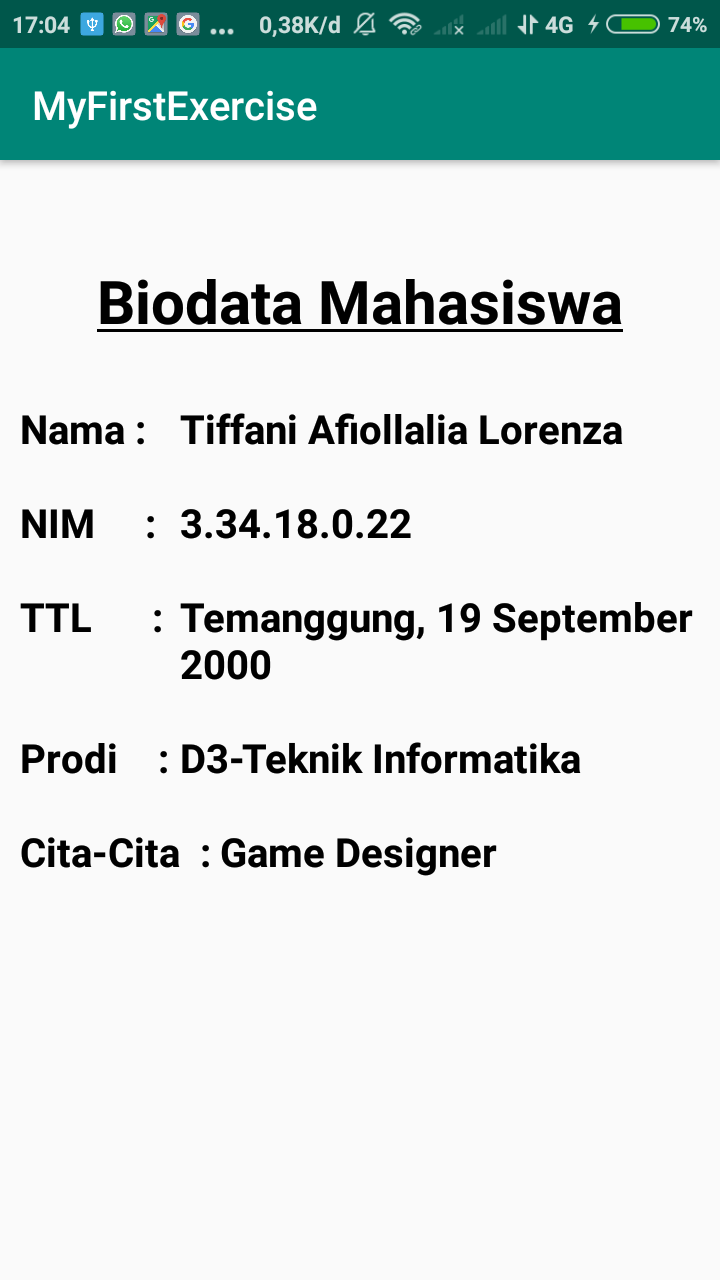 17:04 ... 0,38K/d 4G 74%
MyFirstExercise
Biodata Mahasiswa
Nama : Tiffani Afiollalia Lorenza
NIM : 3.34.18.0.22
TTL : Temanggung, 19 September
2000
Prodi : D3-Teknik Informatika
Cita-Cita : Game Designer